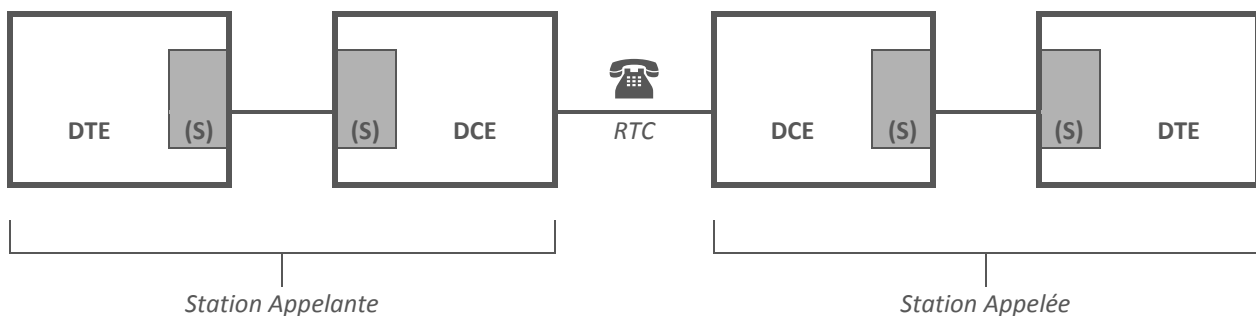 DTE (S) (S) DCE RTC DCE (S) (S) DTE
Station Appelante Station Appelée